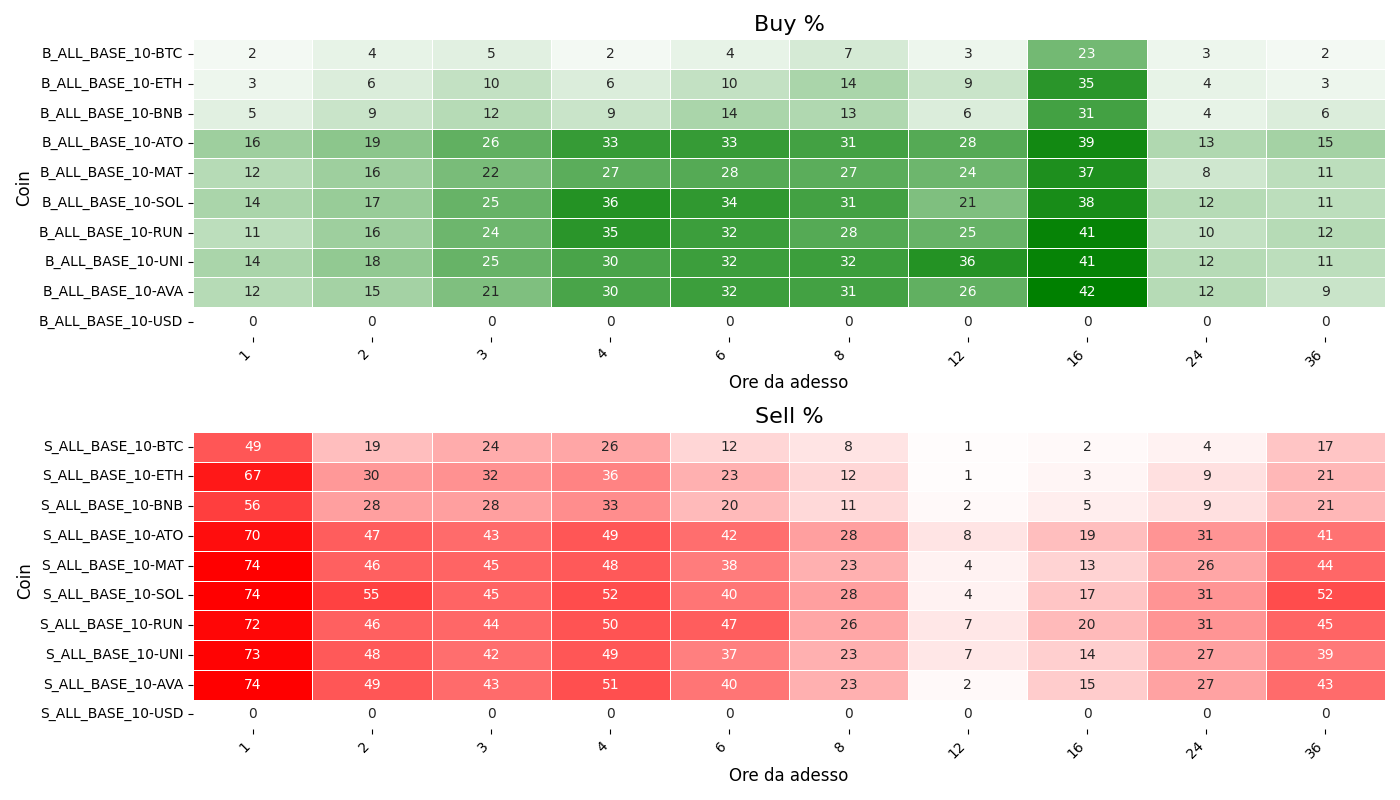 Buy %
Coin
B_ALL_BASE_10-BTC 2 4 5 2 4 7 3 23 3 2
B_ALL_BASE_10-ETH 3 6 10 6 10 14 9 35 4 3
B_ALL_BASE_10-BNB 5 9 12 9 14 13 6 31 4 6
B_ALL_BASE_10-ATO 16 19 26 33 33 31 28 39 13 15
B_ALL_BASE_10-MAT 12 16 22 27 28 27 24 37 8 11
B_ALL_BASE_10-SOL 14 17 25 36 34 31 21 38 12 11
B_ALL_BASE_10-RUN 11 16 24 35 32 28 25 41 10 12
B_ALL_BASE_10-UNI 14 18 25 30 32 32 36 41 12 11
B_ALL_BASE_10-AVA 12 15 21 30 32 31 26 42 12 9
B_ALL_BASE_10-USD 0 0 0 0 0 0 0 0 0 0
1 2 3 4 6 8 12 16 24 36
Ore da adesso
Sell %
Coin
S_ALL_BASE_10-BTC 49 19 24 26 12 8 1 2 4 17
S_ALL_BASE_10-ETH 67 30 32 36 23 12 1 3 9 21
S_ALL_BASE_10-BNB 56 28 28 33 20 11 2 5 9 21
S_ALL_BASE_10-ATO 70 47 43 49 42 28 8 19 31 41
S_ALL_BASE_10-MAT 74 46 45 48 38 23 4 13 26 44
S_ALL_BASE_10-SOL 74 55 45 52 40 28 4 17 31 52
S_ALL_BASE_10-RUN 72 46 44 50 47 26 7 20 31 45
S_ALL_BASE_10-UNI 73 48 42 49 37 23 7 14 27 39
S_ALL_BASE_10-AVA 74 49 43 51 40 23 2 15 27 43
S_ALL_BASE_10-USD 0 0 0 0 0 0 0 0 0 0
1 2 3 4 6 8 12 16 24 36
Ore da adesso